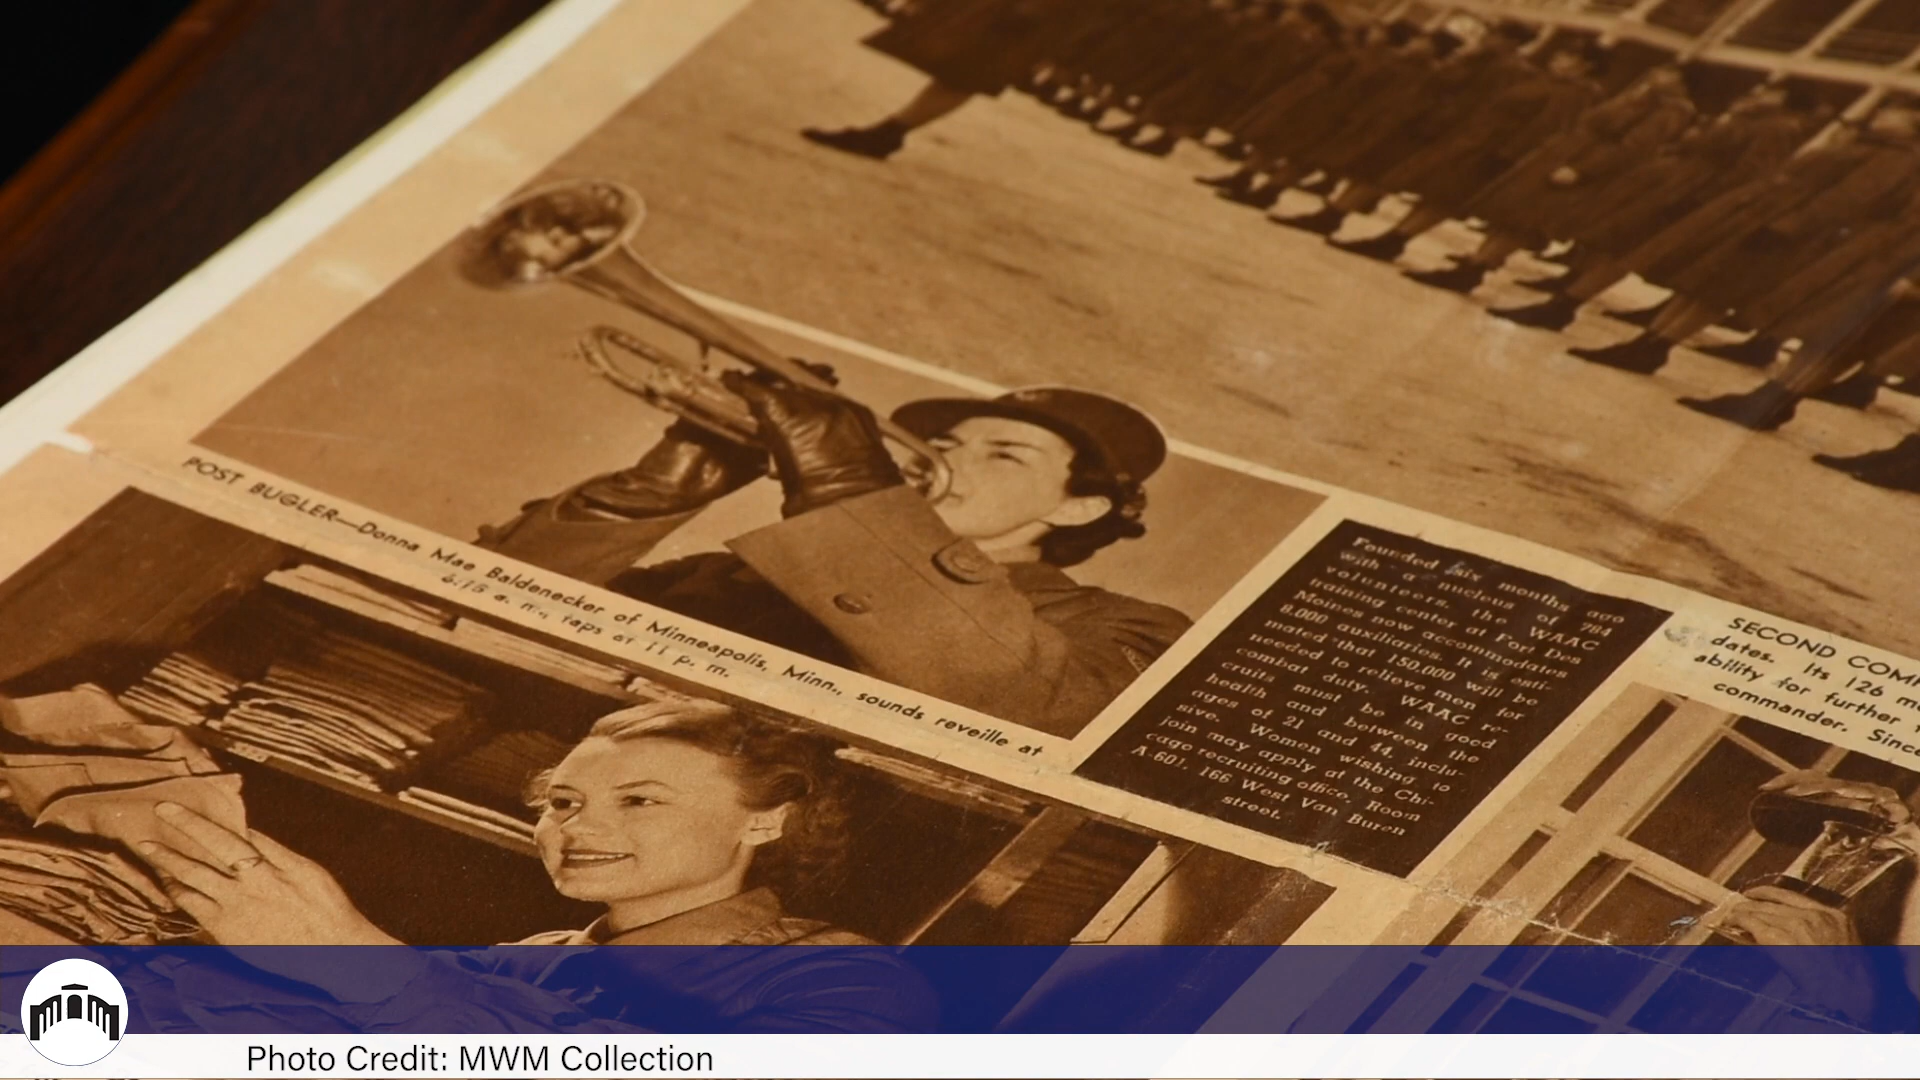 POST BUGLER—Donna Mae Baldenecker of Minneapolis, Minn., sounds reveille at
6:15 a. m., taps at 11 p. m.
Founded six months ago
with a nucleus of 784
volunteers, the WAAC
training center at Fort Des
Moines now accommodates
8,000 auxiliaries. It is esti-
mated that 150,000 will be
needed to relieve men for
combat duty. WAAC re-
cruits must be in good
health and between the
ages of 21 and 44, inclu-
sive. Women wishing to
join may apply at the Chi-
cago recruiting office, Room
A-601, 166 West Van Buren
street.
SECOND COMP
dates. Its 126 me
ability for further
commander. Since
Photo Credit: MWM Collection